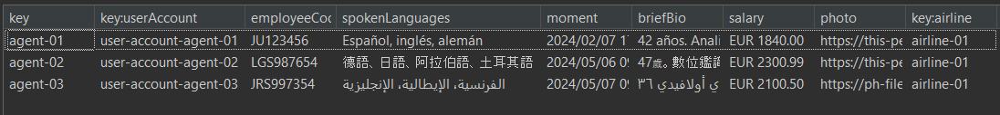 key key:userAccount employeeCod spokenLanguages moment briefBio salary photo key:airline
agent-01 user-account-agent-01 JU123456 Español, inglés, alemán 2024/02/07 1 42 años. Anali EUR 1840.00 https://this-pe airline-01
agent-02 user-account-agent-02 LGS987654 德語、日語、阿拉伯語、土耳其語 2024/05/06 09 47歲。數位鑑 EUR 2300.99 https://this-pe airline-01
agent-03 user-account-agent-03 JRS997354 الفرنسية، الإيطالية، الإنجليزية 2024/05/07 09 ي أولافيدي ٣٦ EUR 2100.50 https://ph-file airline-01